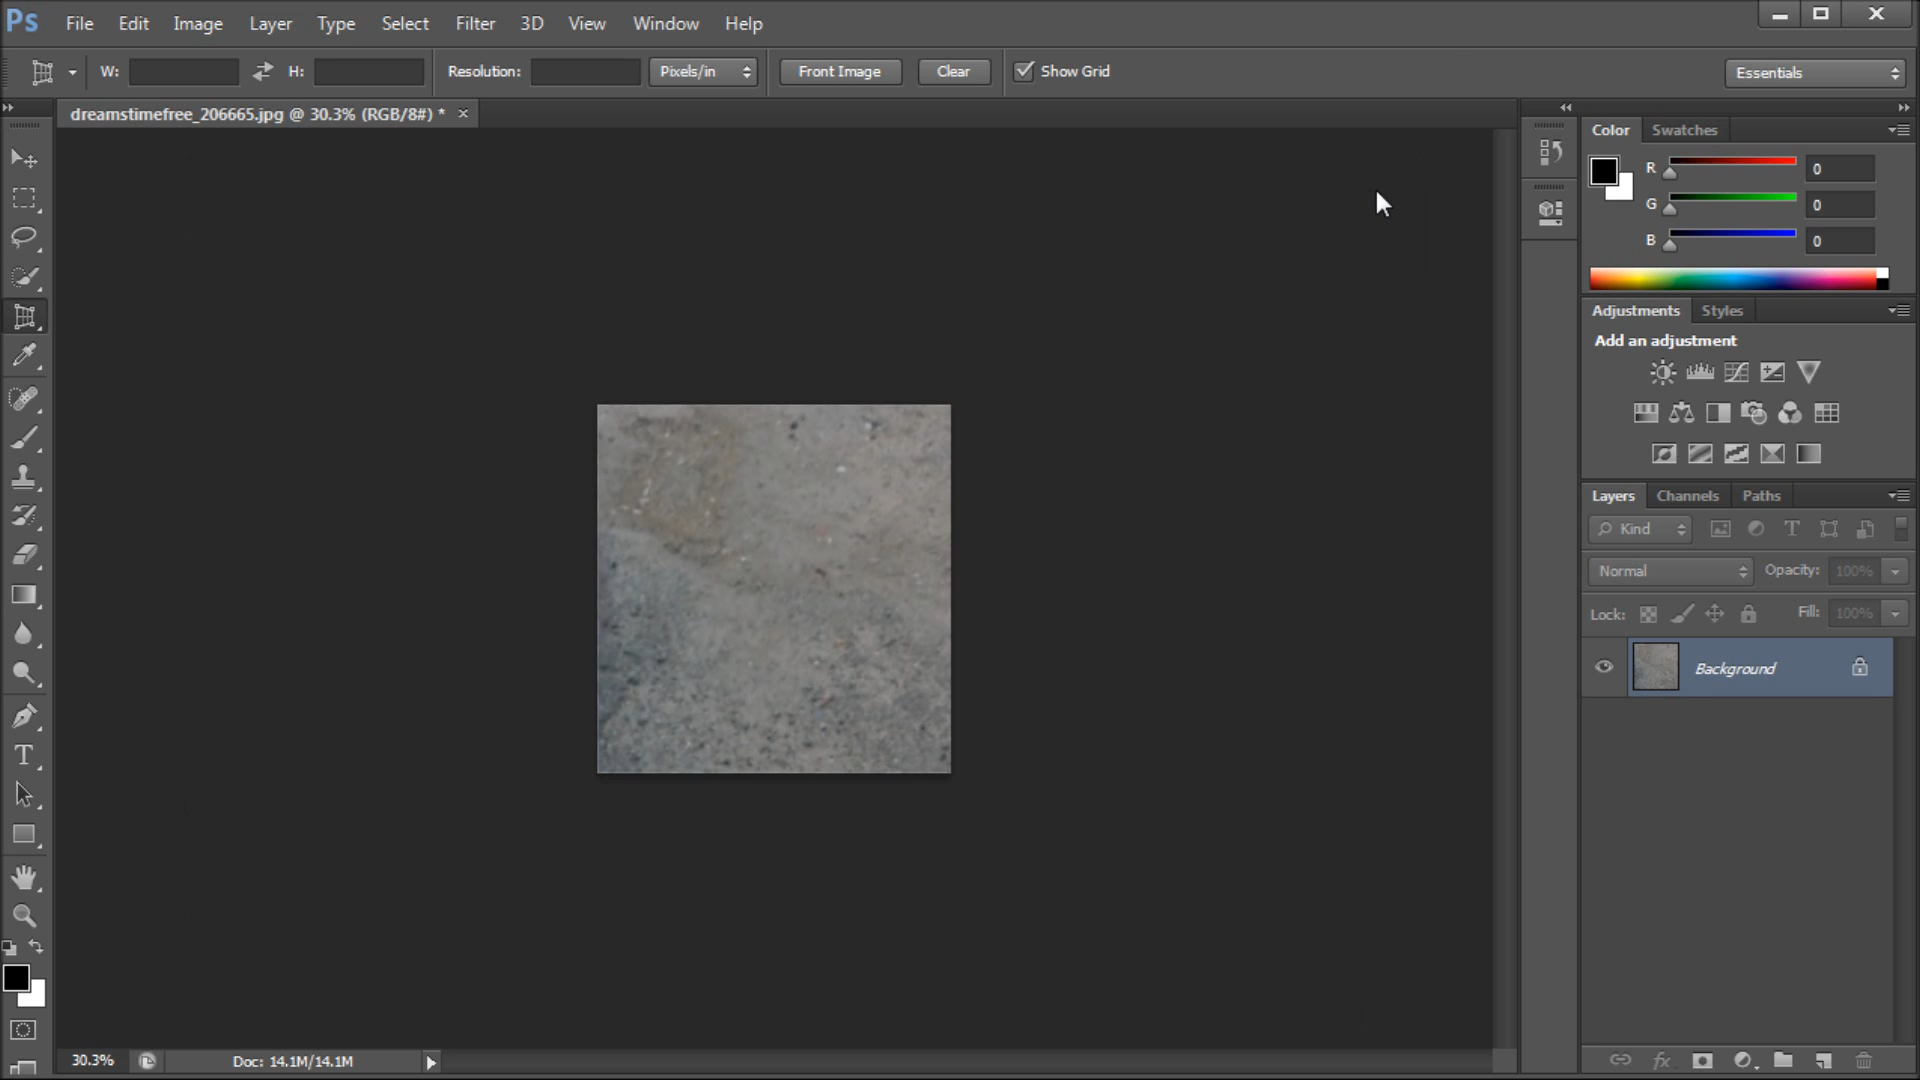 Ps File Edit Image Layer Type Select Filter 3D View Window Help
W: H: Resolution: Pixels/in Front Image Clear Show Grid Essentials
dreamstimefree_206665.jpg @ 30.3% (RGB/8#) * ×
Color Swatches
R 0
G 0
B 0
Adjustments Styles
Add an adjustment
Layers Channels Paths
Kind T
Normal Opacity: 100%
Lock: Fill: 100%
Background
T
30.3% Doc: 14.1M/14.1M
fx